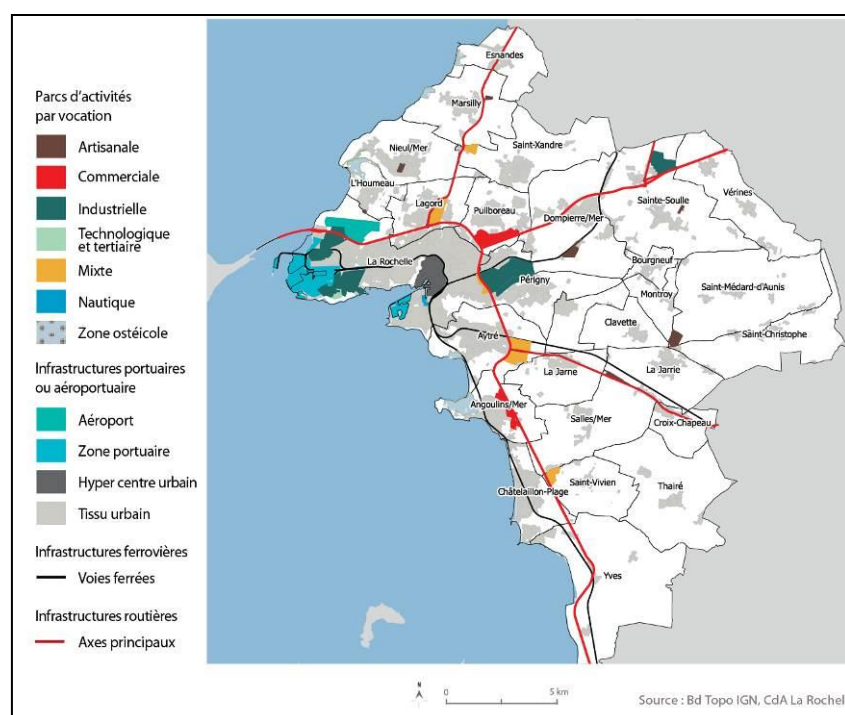 Parcs d'activités
par vocation
Artisanale
Commerciale
Industrielle
Technologique
et tertiaire
Mixte
Nautique
Zone ostéicole
Infrastructures portuaires
ou aéroportuaire
Aéroport
Zone portuaire
Hyper centre urbain
Tissu urbain
Infrastructures ferrovières
Voies ferrées
Infrastructures routières
Axes principaux
Esnandes
Marsilly
Nieul/Mer
Saint-Xandre
L'Houmeau
Lagord
Puilboreau
Dompierre/Mer
Sainte-Soulle
Vérines
La Rochelle
Périgny
Bourgneuf
Montroy
Saint-Médard-d'Aunis
Clavette
Saint-Christophe
Aytré
La Jarne
La Jarrie
Angoulins/Mer
Salles/Mer
Croix-Chapeau
Saint-Vivien
Thairé
Châtelaillon-Plage
Yves
N
0 5 km
Source : Bd Topo IGN, CdA La Rochel